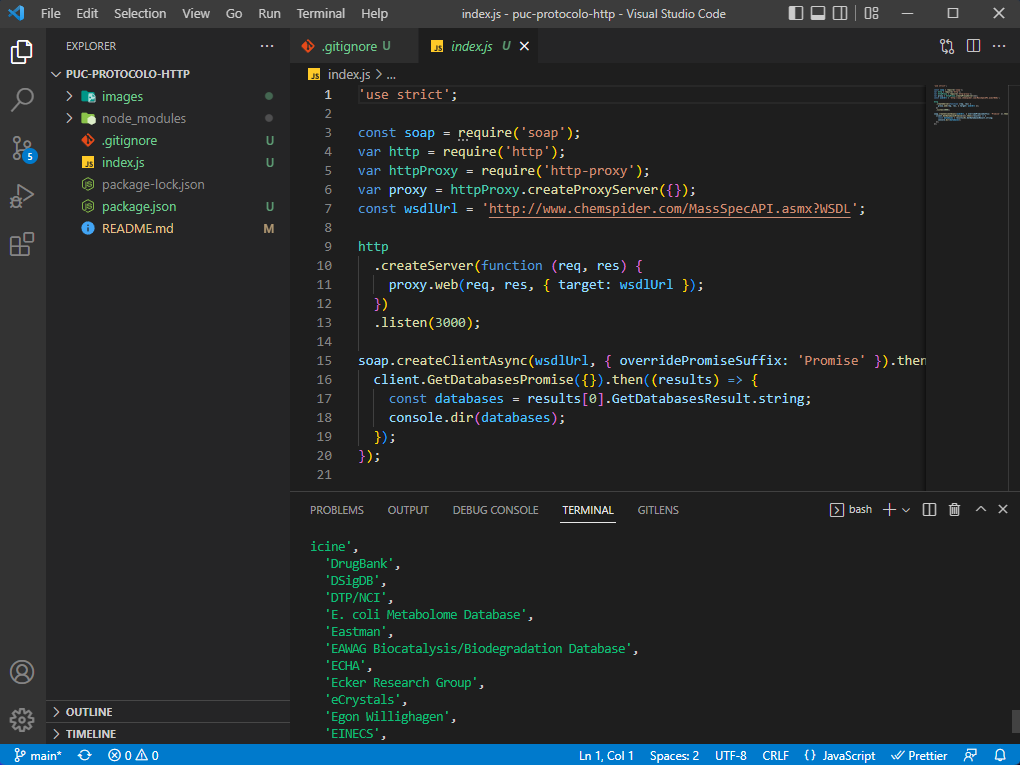 File Edit Selection View Go Run Terminal Help index.js - puc-protocolo-http - Visual Studio Code
EXPLORER
PUC-PROTOCOLO-HTTP
images
node_modules
.gitignore U
index.js U
package-lock.json
package.json U
README.md M
OUTLINE
TIMELINE
5
.gitignore U
JS index.js U
JS index.js > ...
1 'use strict';
2
3 const soap = require('soap');
4 var http = require('http');
5 var httpProxy = require('http-proxy');
6 var proxy = httpProxy.createProxyServer({});
7 const wsdlUrl = 'http://www.chemspider.com/MassSpecAPI.asmx?WSDL';
8
9 http
10 .createServer(function (req, res) {
11 proxy.web(req, res, { target: wsdlUrl });
12 })
13 .listen(3000);
14
15 soap.createClientAsync(wsdlUrl, { overridePromiseSuffix: 'Promise' }).then
16 client.GetDatabasesPromise({}).then((results) => {
17 const databases = results[0].GetDatabasesResult.string;
18 console.dir(databases);
19 });
20 });
21
PROBLEMS OUTPUT DEBUG CONSOLE TERMINAL GITLENS bash
icine',
'DrugBank',
'DSigDB',
'DTP/NCI',
'E. coli Metabolome Database',
'Eastman',
'EAWAG Biocatalysis/Biodegradation Database',
'ECHA',
'Ecker Research Group',
'eCrystals',
'Egon Willighagen',
'EINECS',
main* 0 0 Ln 1, Col 1 Spaces: 2 UTF-8 CRLF {} JavaScript Prettier